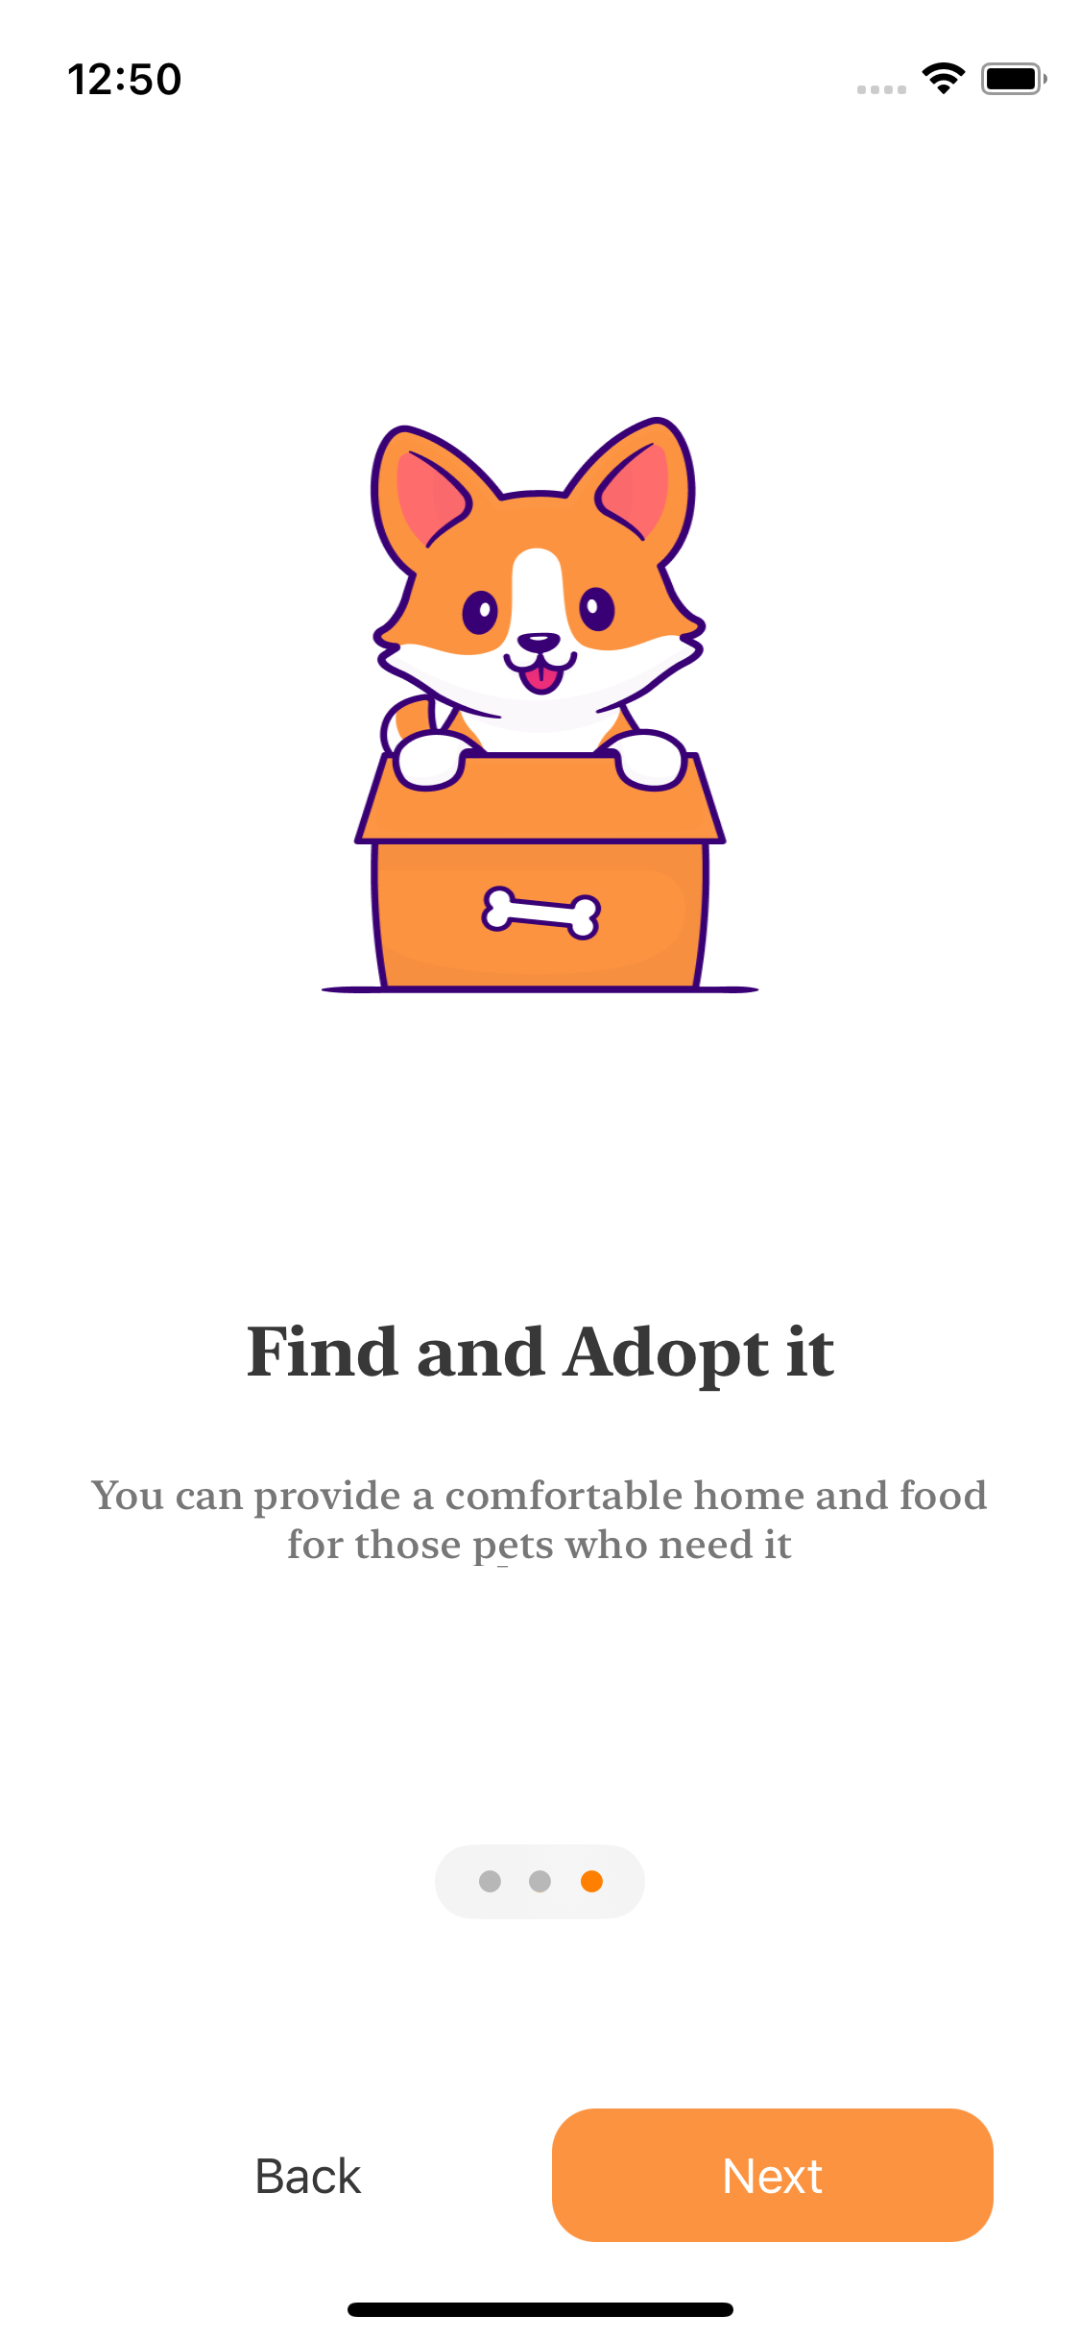 12:50
Find and Adopt it
You can provide a comfortable home and food
for those pets who need it
Back
Next